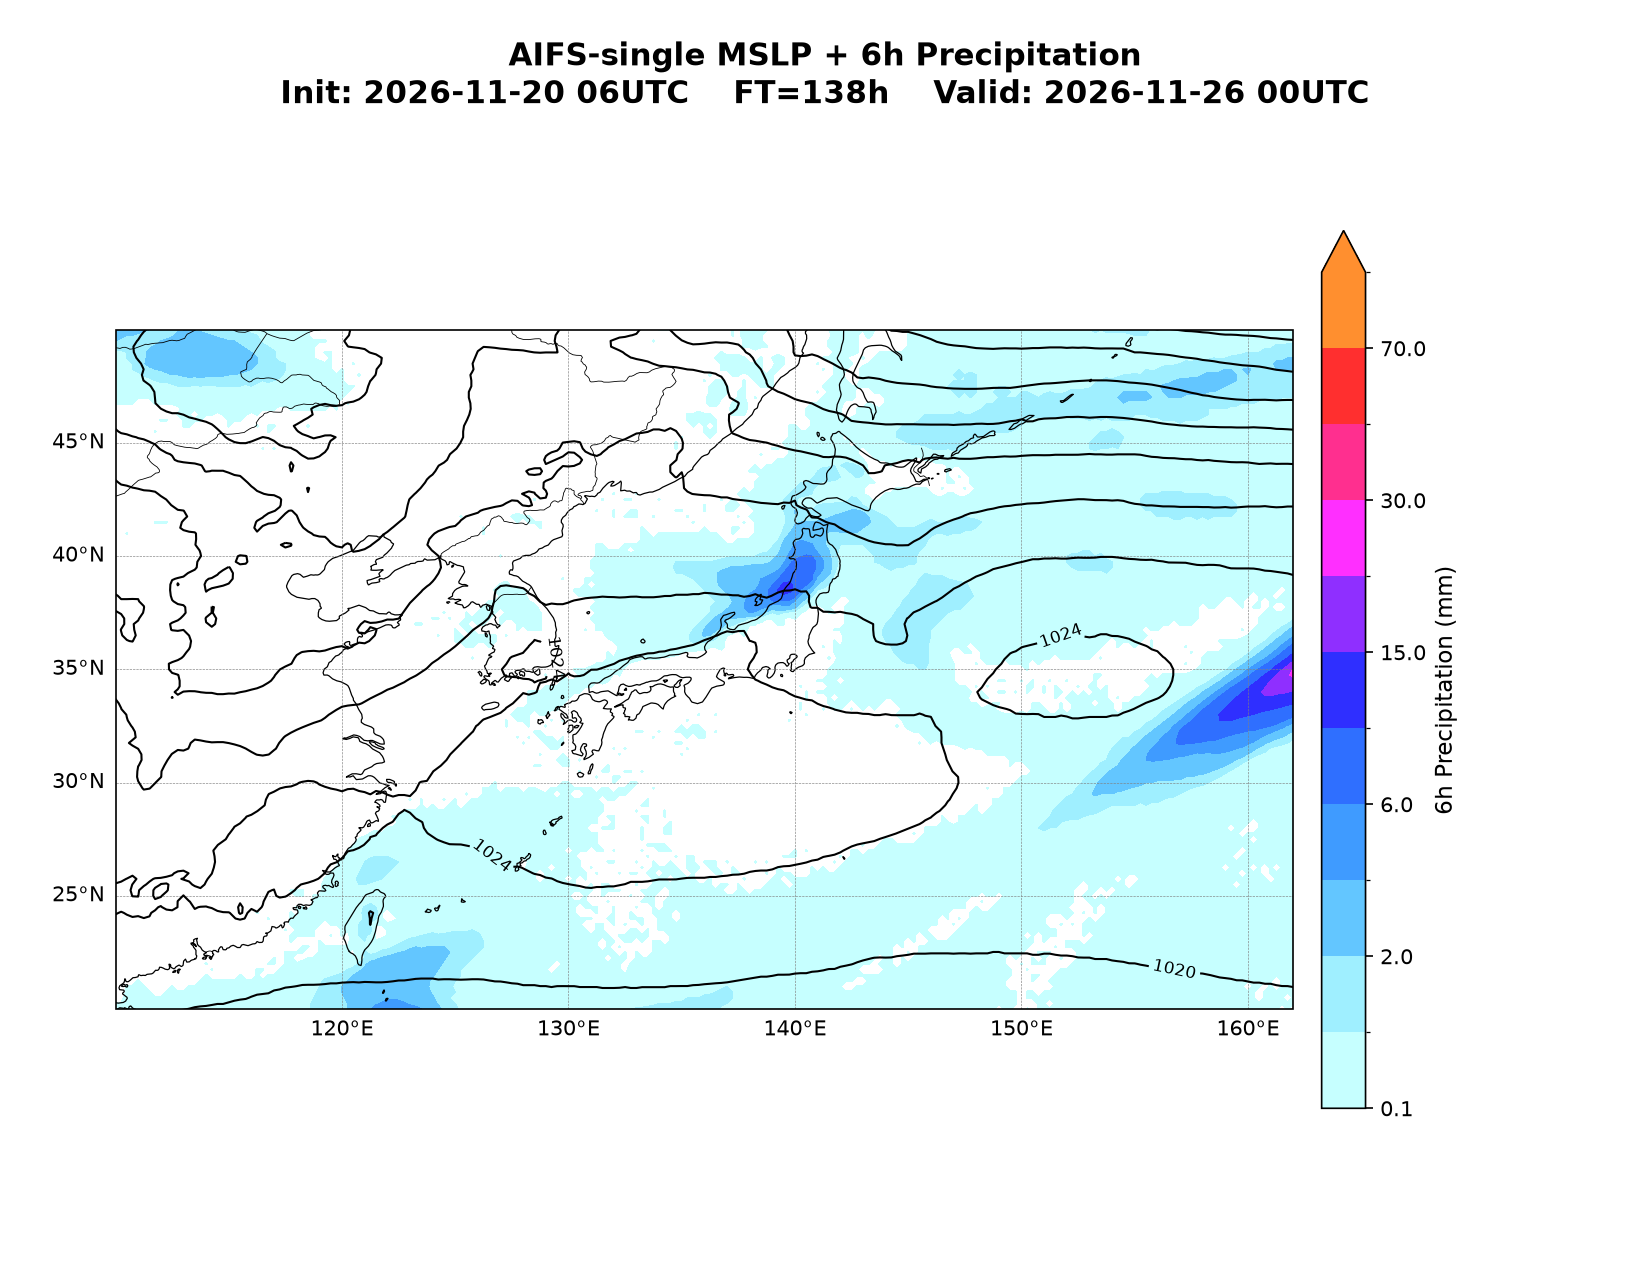 AIFS-single MSLP + 6h Precipitation
Init: 2026-11-20 06UTC    FT=138h    Valid: 2026-11-26 00UTC
70.0
30.0
15.0
6.0
2.0
0.1
6h Precipitation (mm)
45°N
40°N
35°N
30°N
25°N
1024
1024
1024
1020
120°E
130°E
140°E
150°E
160°E